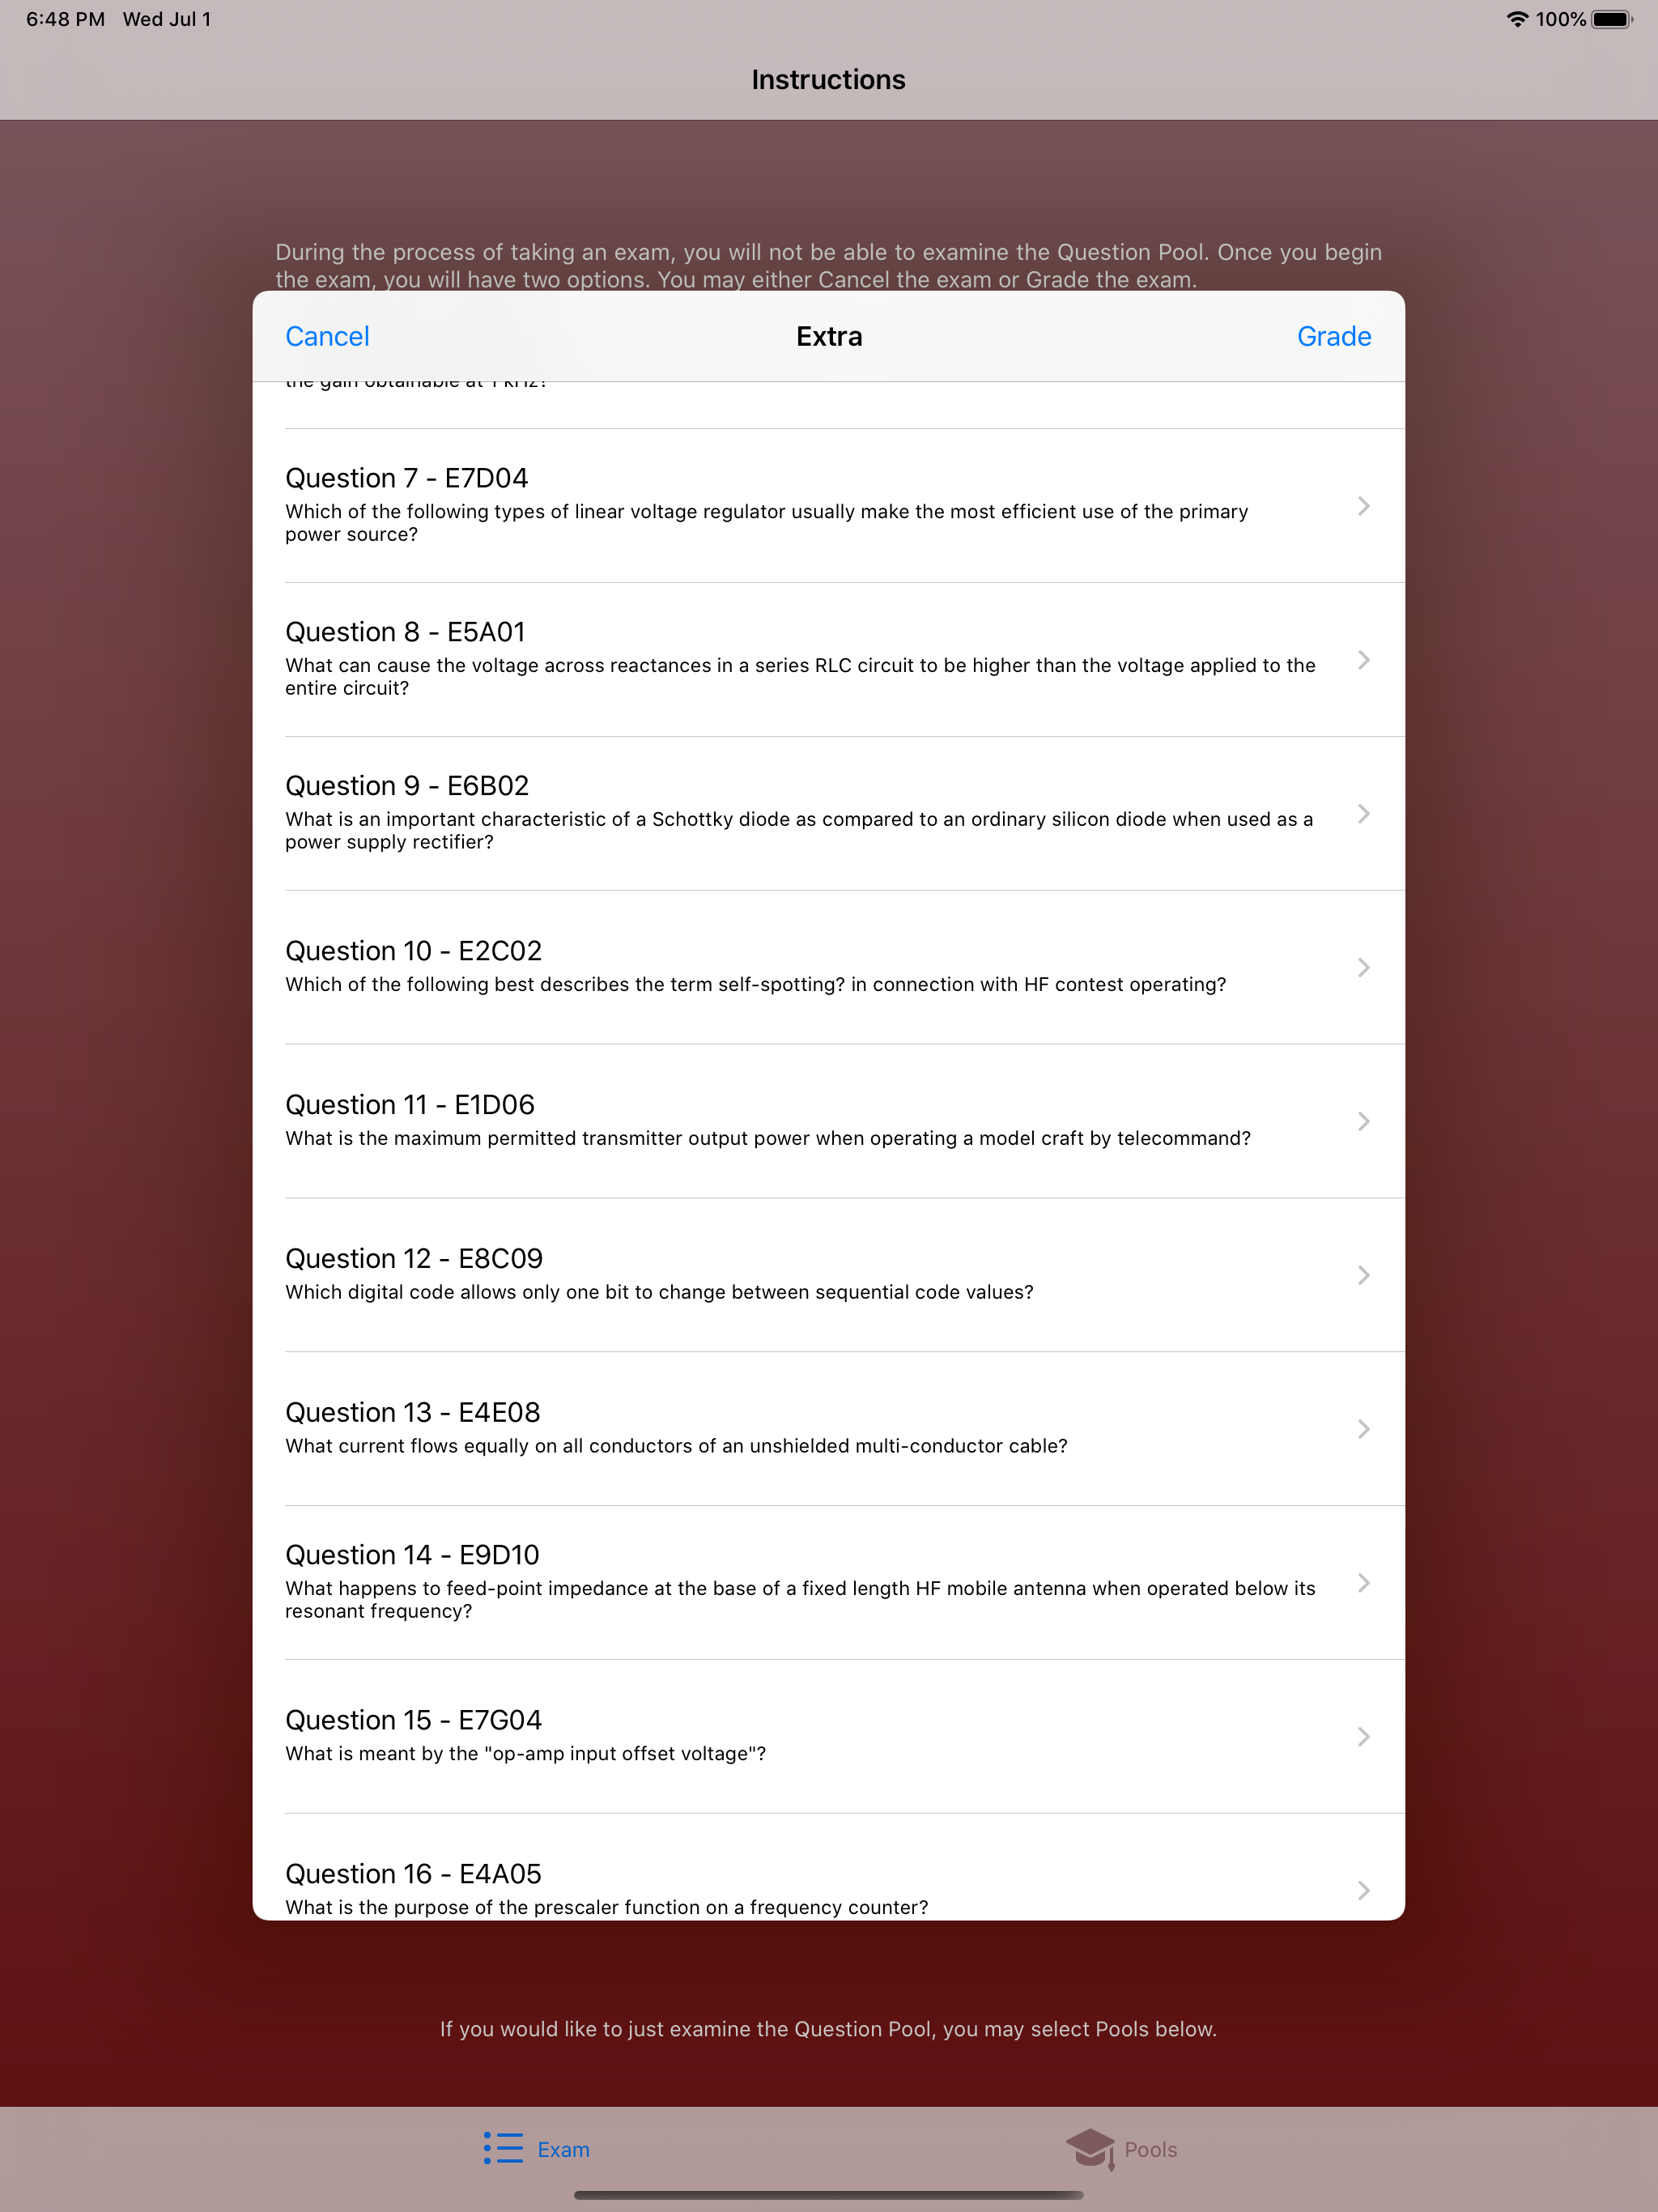 6:48 PM Wed Jul 1
100%
Instructions
During the process of taking an exam, you will not be able to examine the Question Pool. Once you begin
the exam, you will have two options. You may either Cancel the exam or Grade the exam.
Cancel
Extra
Grade
the gain obtainable at 1 kHz?
Question 7 - E7D04
Which of the following types of linear voltage regulator usually make the most efficient use of the primary
power source?
Question 8 - E5A01
What can cause the voltage across reactances in a series RLC circuit to be higher than the voltage applied to the
entire circuit?
Question 9 - E6B02
What is an important characteristic of a Schottky diode as compared to an ordinary silicon diode when used as a
power supply rectifier?
Question 10 - E2C02
Which of the following best describes the term self-spotting? in connection with HF contest operating?
Question 11 - E1D06
What is the maximum permitted transmitter output power when operating a model craft by telecommand?
Question 12 - E8C09
Which digital code allows only one bit to change between sequential code values?
Question 13 - E4E08
What current flows equally on all conductors of an unshielded multi-conductor cable?
Question 14 - E9D10
What happens to feed-point impedance at the base of a fixed length HF mobile antenna when operated below its
resonant frequency?
Question 15 - E7G04
What is meant by the "op-amp input offset voltage"?
Question 16 - E4A05
What is the purpose of the prescaler function on a frequency counter?
If you would like to just examine the Question Pool, you may select Pools below.
Exam
Pools